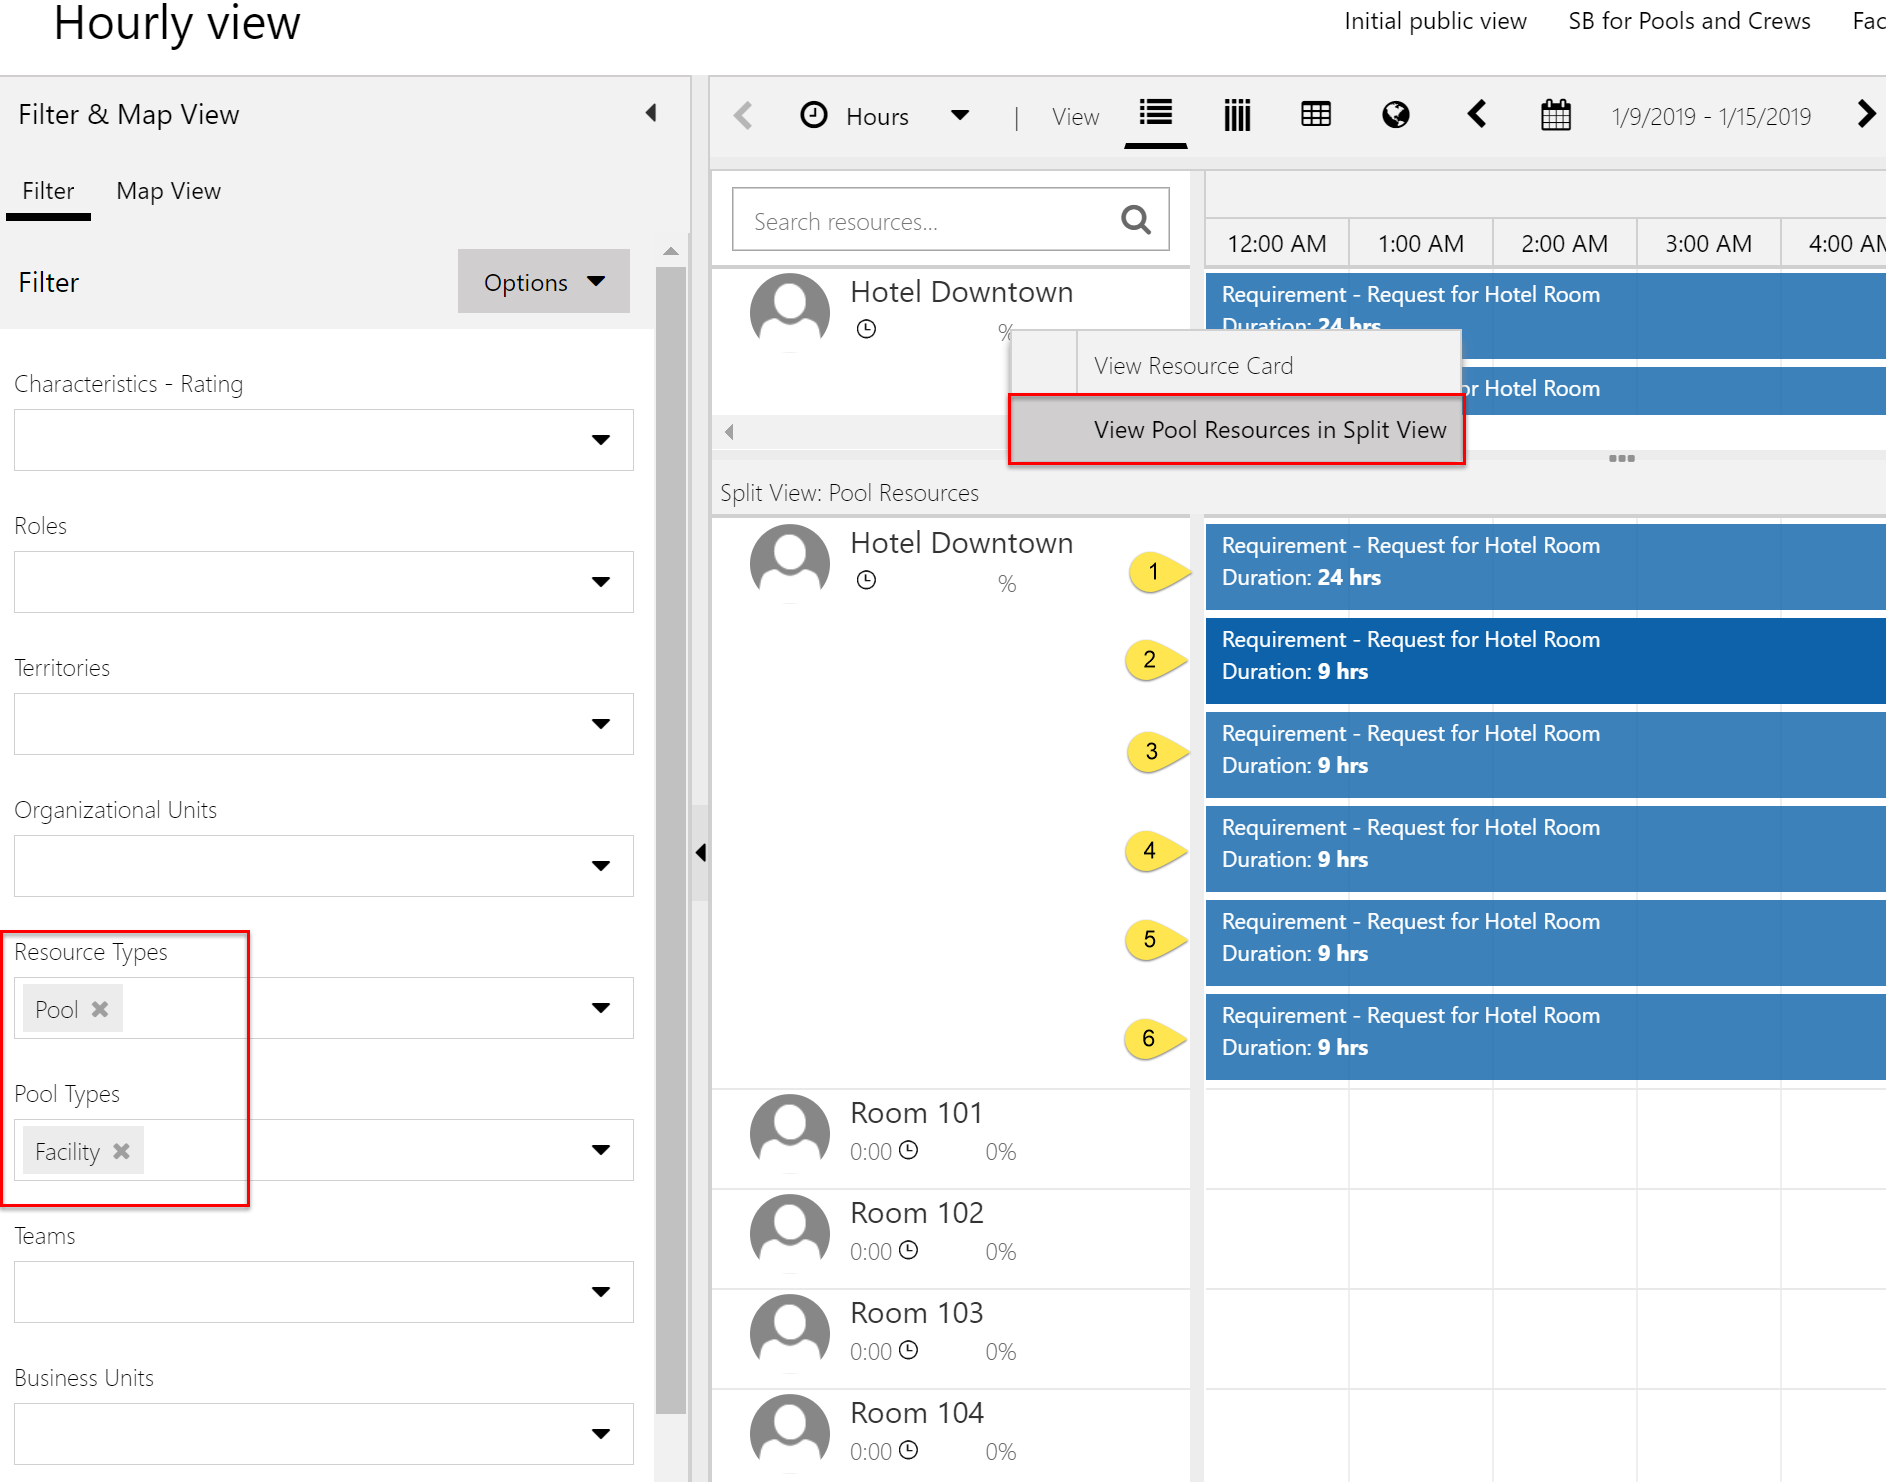 Hourly view
Initial public view
SB for Pools and Crews
Fac
Filter & Map View
Filter
Map View
Filter
Options
Characteristics - Rating
Roles
Territories
Organizational Units
Resource Types
Pool
Pool Types
Facility
Teams
Business Units
Hours
|
View
1/9/2019 - 1/15/2019
Search resources...
12:00 AM
1:00 AM
2:00 AM
3:00 AM
4:00 AM
Hotel Downtown
%
Requirement - Request for Hotel Room
Duration: 24 hrs
or Hotel Room
View Resource Card
View Pool Resources in Split View
Split View: Pool Resources
Hotel Downtown
%
1
Requirement - Request for Hotel Room
Duration: 24 hrs
2
Requirement - Request for Hotel Room
Duration: 9 hrs
3
Requirement - Request for Hotel Room
Duration: 9 hrs
4
Requirement - Request for Hotel Room
Duration: 9 hrs
5
Requirement - Request for Hotel Room
Duration: 9 hrs
6
Requirement - Request for Hotel Room
Duration: 9 hrs
Room 101
0:00
0%
Room 102
0:00
0%
Room 103
0:00
0%
Room 104
0:00
0%